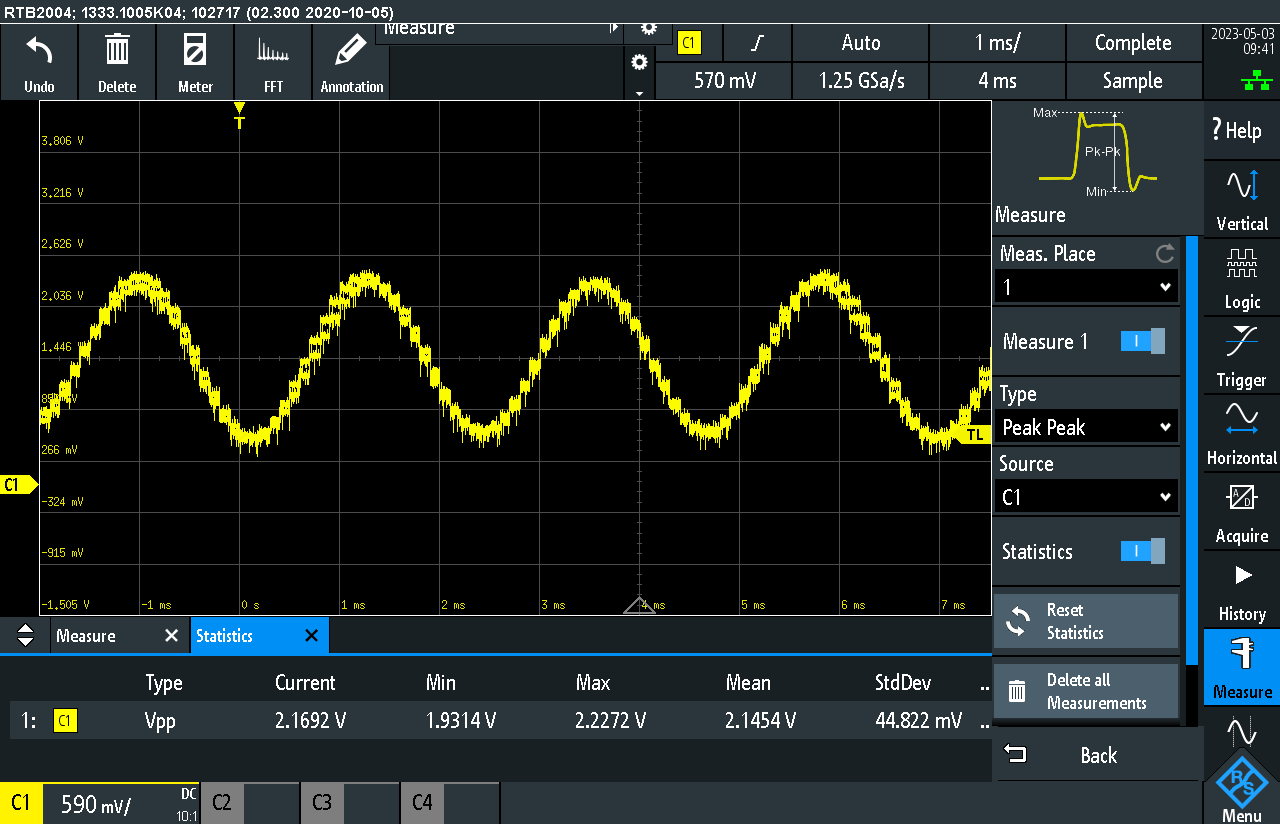 RTB2004; 1333.1005K04; 102717 (02.300 2020-10-05)
Undo
Delete
Meter
FFT
Annotation
Measure
C1
Auto
1 ms/
Complete
570 mV
1.25 GSa/s
4 ms
Sample
2023-05-03
09:41
T
3.806 V
3.216 V
2.626 V
2.036 V
1.446 V
266 mV
-324 mV
-915 mV
-1.505 V
-1 ms
0 s
1 ms
2 ms
3 ms
4 ms
5 ms
6 ms
7 ms
C1
TL
Max
Pk-Pk
Min
Measure
Meas. Place
1
Measure 1
Type
Peak Peak
Source
C1
Statistics
Reset
Statistics
Delete all
Measurements
Back
? Help
Vertical
Logic
Trigger
Horizontal
Acquire
History
Measure
R&S
Menu
Measure
Statistics
Type Current Min Max Mean StdDev ..
1: C1 Vpp 2.1692 V 1.9314 V 2.2272 V 2.1454 V 44.822 mV ..
C1 590 mV/ DC
10:1
C2
C3
C4